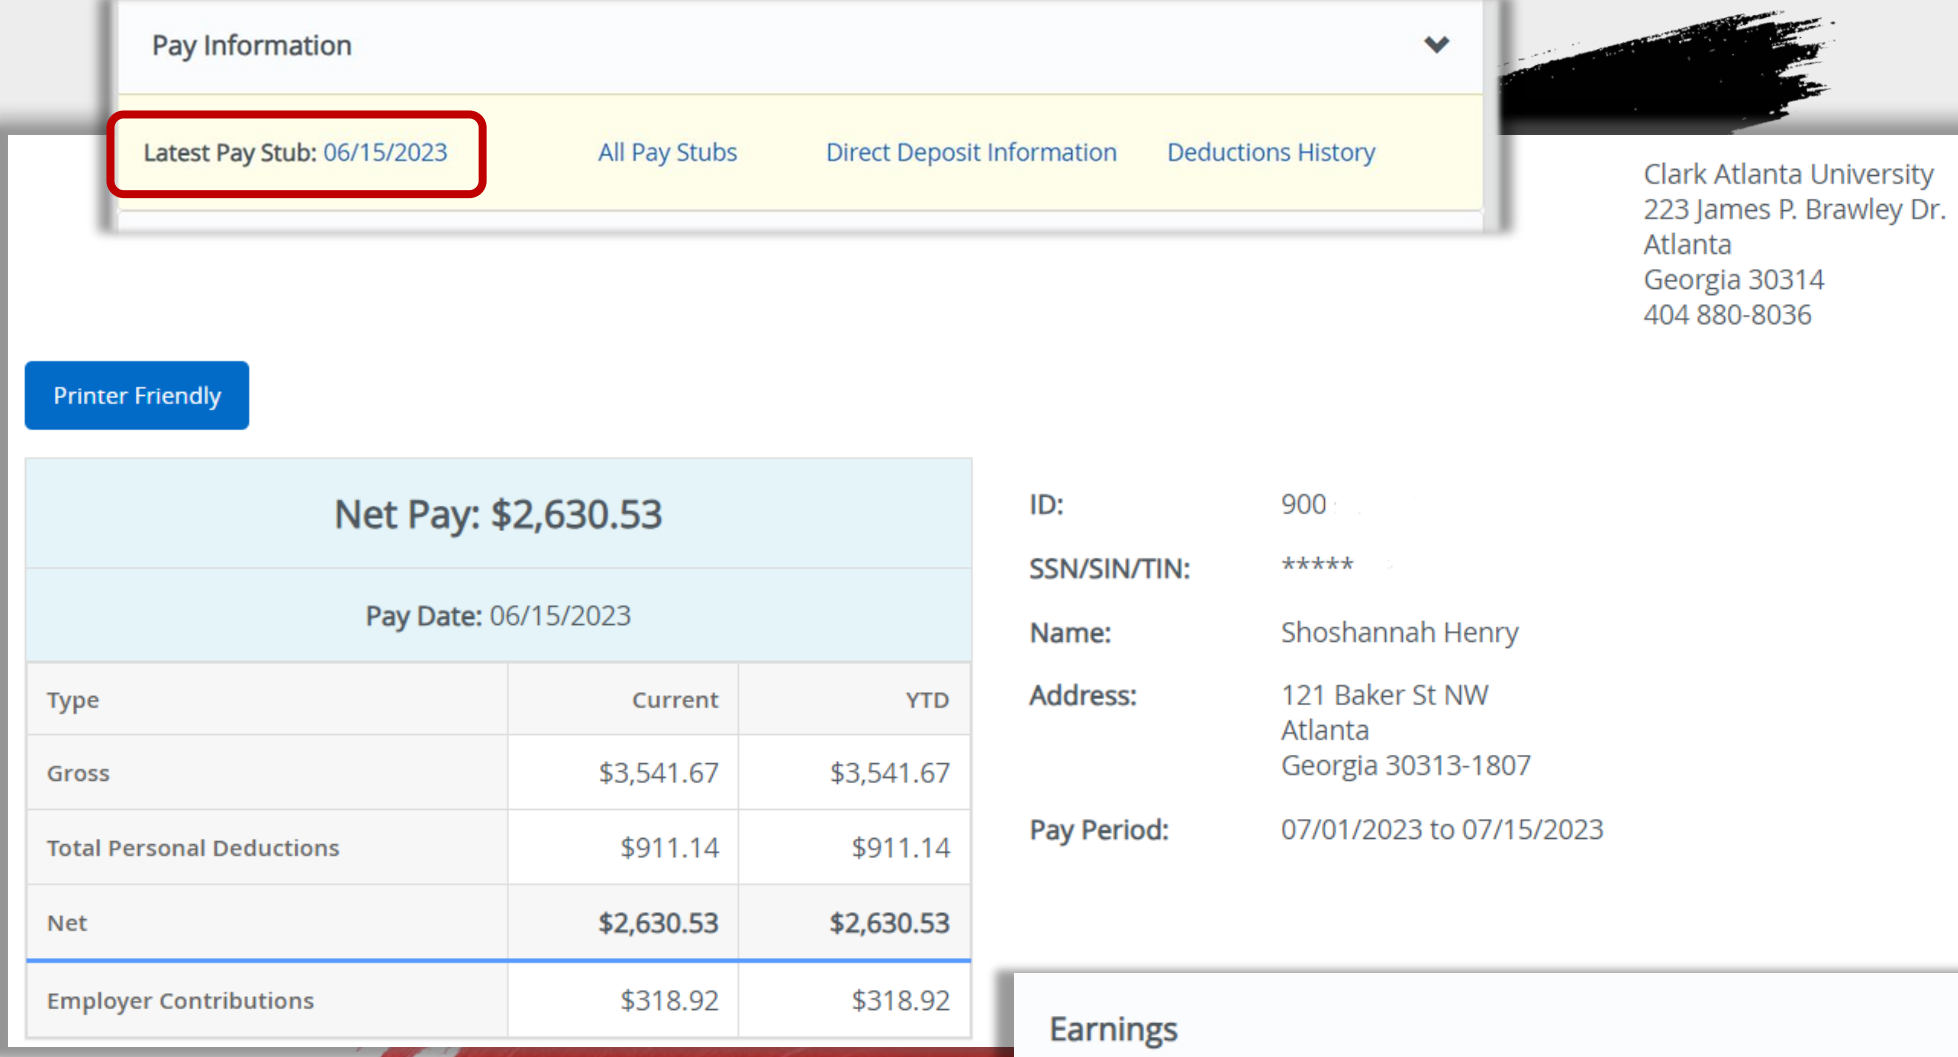 Pay Information
Latest Pay Stub: 06/15/2023 All Pay Stubs Direct Deposit Information Deductions History
Clark Atlanta University
223 James P. Brawley Dr.
Atlanta
Georgia 30314
404 880-8036
Printer Friendly
Net Pay: $2,630.53
Pay Date: 06/15/2023
Type Current YTD
Gross $3,541.67 $3,541.67
Total Personal Deductions $911.14 $911.14
Net $2,630.53 $2,630.53
Employer Contributions $318.92 $318.92
ID: 900
SSN/SIN/TIN: *****
Name: Shoshannah Henry
Address: 121 Baker St NW
Atlanta
Georgia 30313-1807
Pay Period: 07/01/2023 to 07/15/2023
Earnings